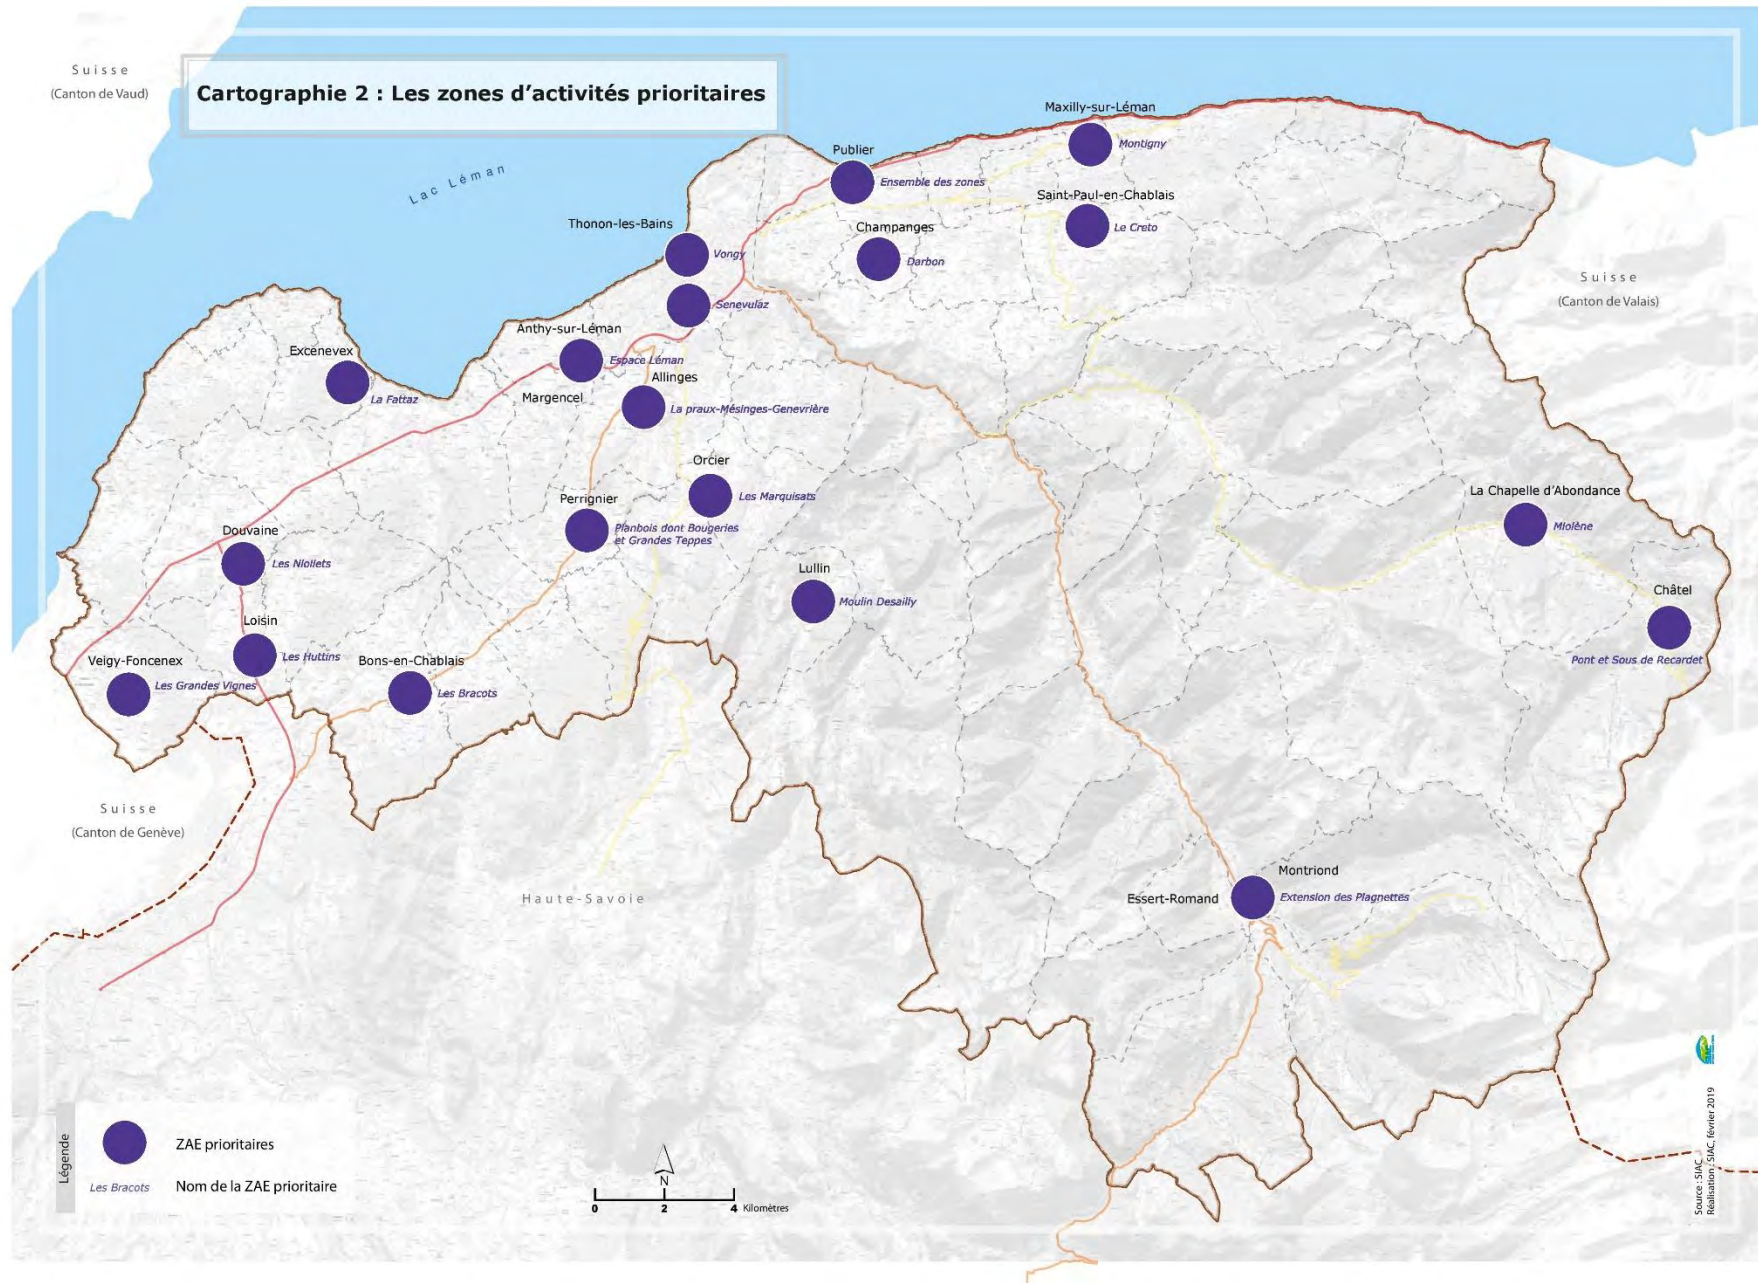 Suisse
(Canton de Vaud)
Cartographie 2 : Les zones d'activités prioritaires
Lac Léman
Maxilly-sur-Léman
Montigny
Publier
Ensemble des zones
Saint-Paul-en-Chablais
Le Creto
Thonon-les-Bains
Vongy
Champanges
Darbon
Senevulaz
Suisse
(Canton de Valais)
Anthy-sur-Léman
Espace Léman
Excenevex
La Fattaz
Allinges
Margencel
La praux-Mésinges-Genevrière
Orcier
Les Marquisats
Perrignier
Planbois dont Bougeries
et Grandes Teppes
La Chapelle d'Abondance
Miolène
Douvaine
Les Niollets
Lullin
Moulin Desailly
Châtel
Pont et Sous de Recardet
Loisin
Les Huttins
Veigy-Foncenex
Les Grandes Vignes
Bons-en-Chablais
Les Bracots
Suisse
(Canton de Genève)
Haute-Savoie
Montriond
Essert-Romand
Extension des Plagnettes
Légende
ZAE prioritaires
Les Bracots
Nom de la ZAE prioritaire
N
0 2 4 Kilomètres
SIAC
Source : SIAC
Réalisation : SIAC, février 2019